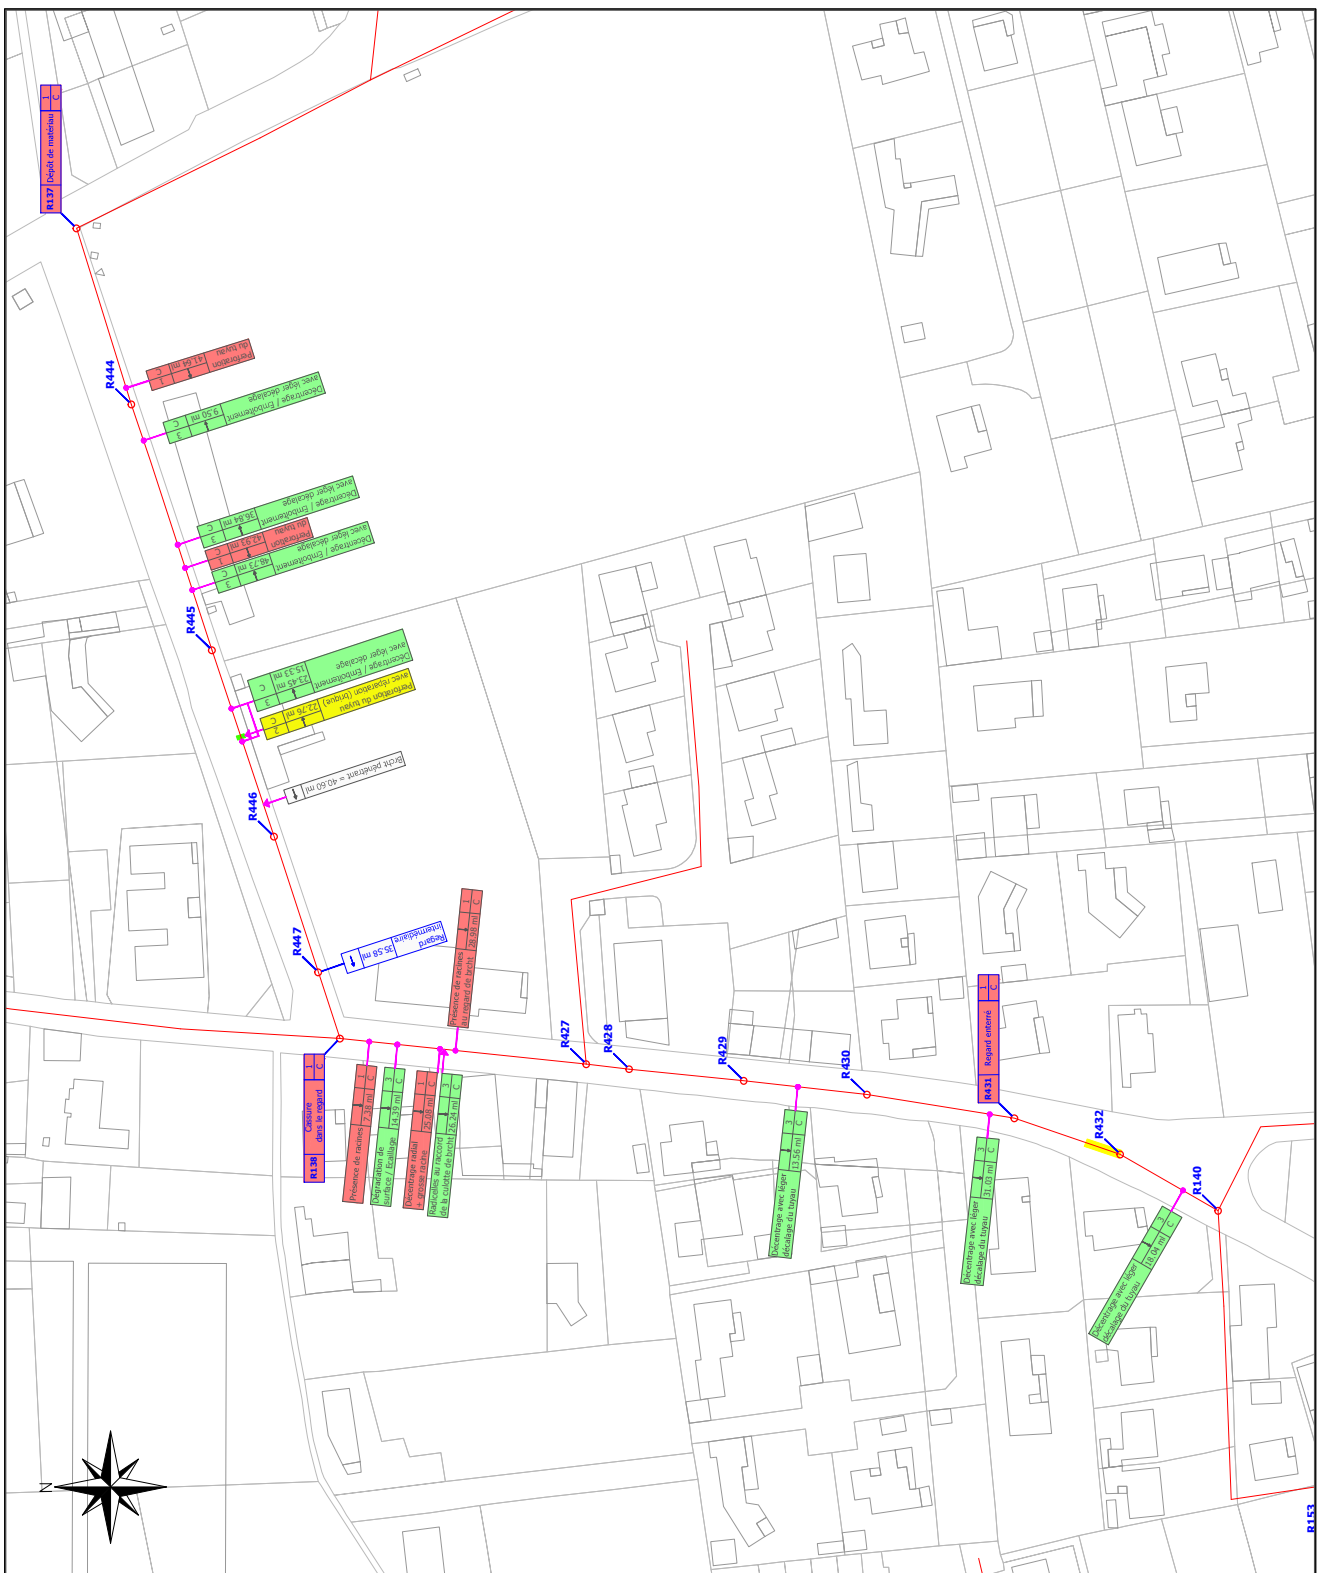 R137 Dépôt de matériau 1
C
R444
1 C
41.64 ml
Perforation
du tuyau
3 C
9.50 ml
Décentrage / Emboîtement
avec léger décalage
3 C
36.84 ml
Décentrage / Emboîtement
avec léger décalage
1 C
42.93 ml
Perforation
du tuyau
3 C
48.73 ml
Décentrage / Emboîtement
avec léger décalage
R445
3 C
23.45 ml
15.33 ml
Décentrage / Emboîtement
avec léger décalage
2 C
22.76 ml
Perforation du tuyau
avec réparation (brique)
Brcht pénétrant = 40.60 ml
R446
R447
35.58 ml
Regard
intermédiaire
Présence de racines 1
au regard de brcht 28.98 ml C
R138 Cassure 1
dans le regard C
Présence de racines 1
7.38 ml C
Dégradation de 3
surface / Ecaillage 14.39 ml C
Décentrage radial 1
+ grosse racine 25.08 ml C
Radicelles au raccord 3
de la culotte de brcht 26.24 ml C
R427
R428
R429
R430
Décentrage avec léger 3
décalage du tuyau 13.56 ml C
R431 Regard enterré 1
C
Décentrage avec léger 3
décalage du tuyau 31.03 ml C
R432
R140
Décentrage avec léger 3
décalage du tuyau 18.04 ml C
N
R153